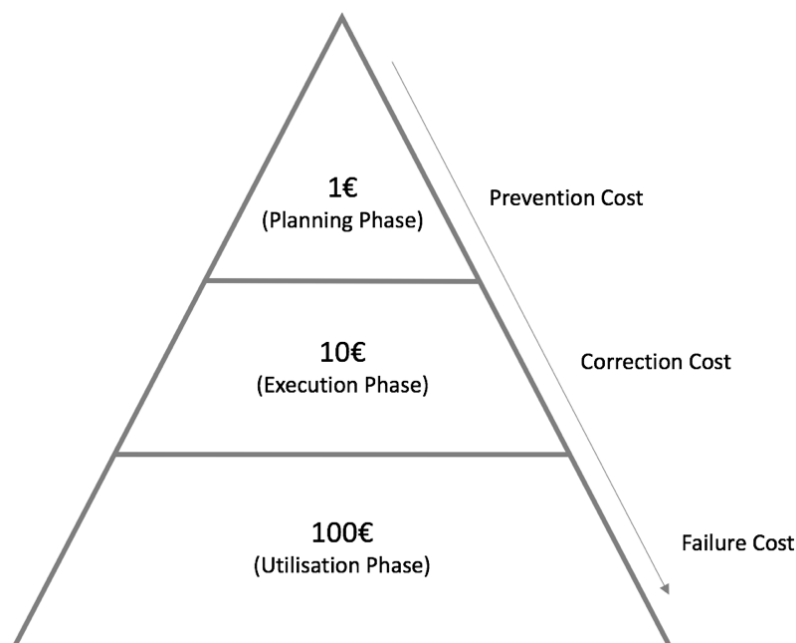 1€
(Planning Phase)
Prevention Cost
10€
(Execution Phase)
Correction Cost
100€
(Utilisation Phase)
Failure Cost